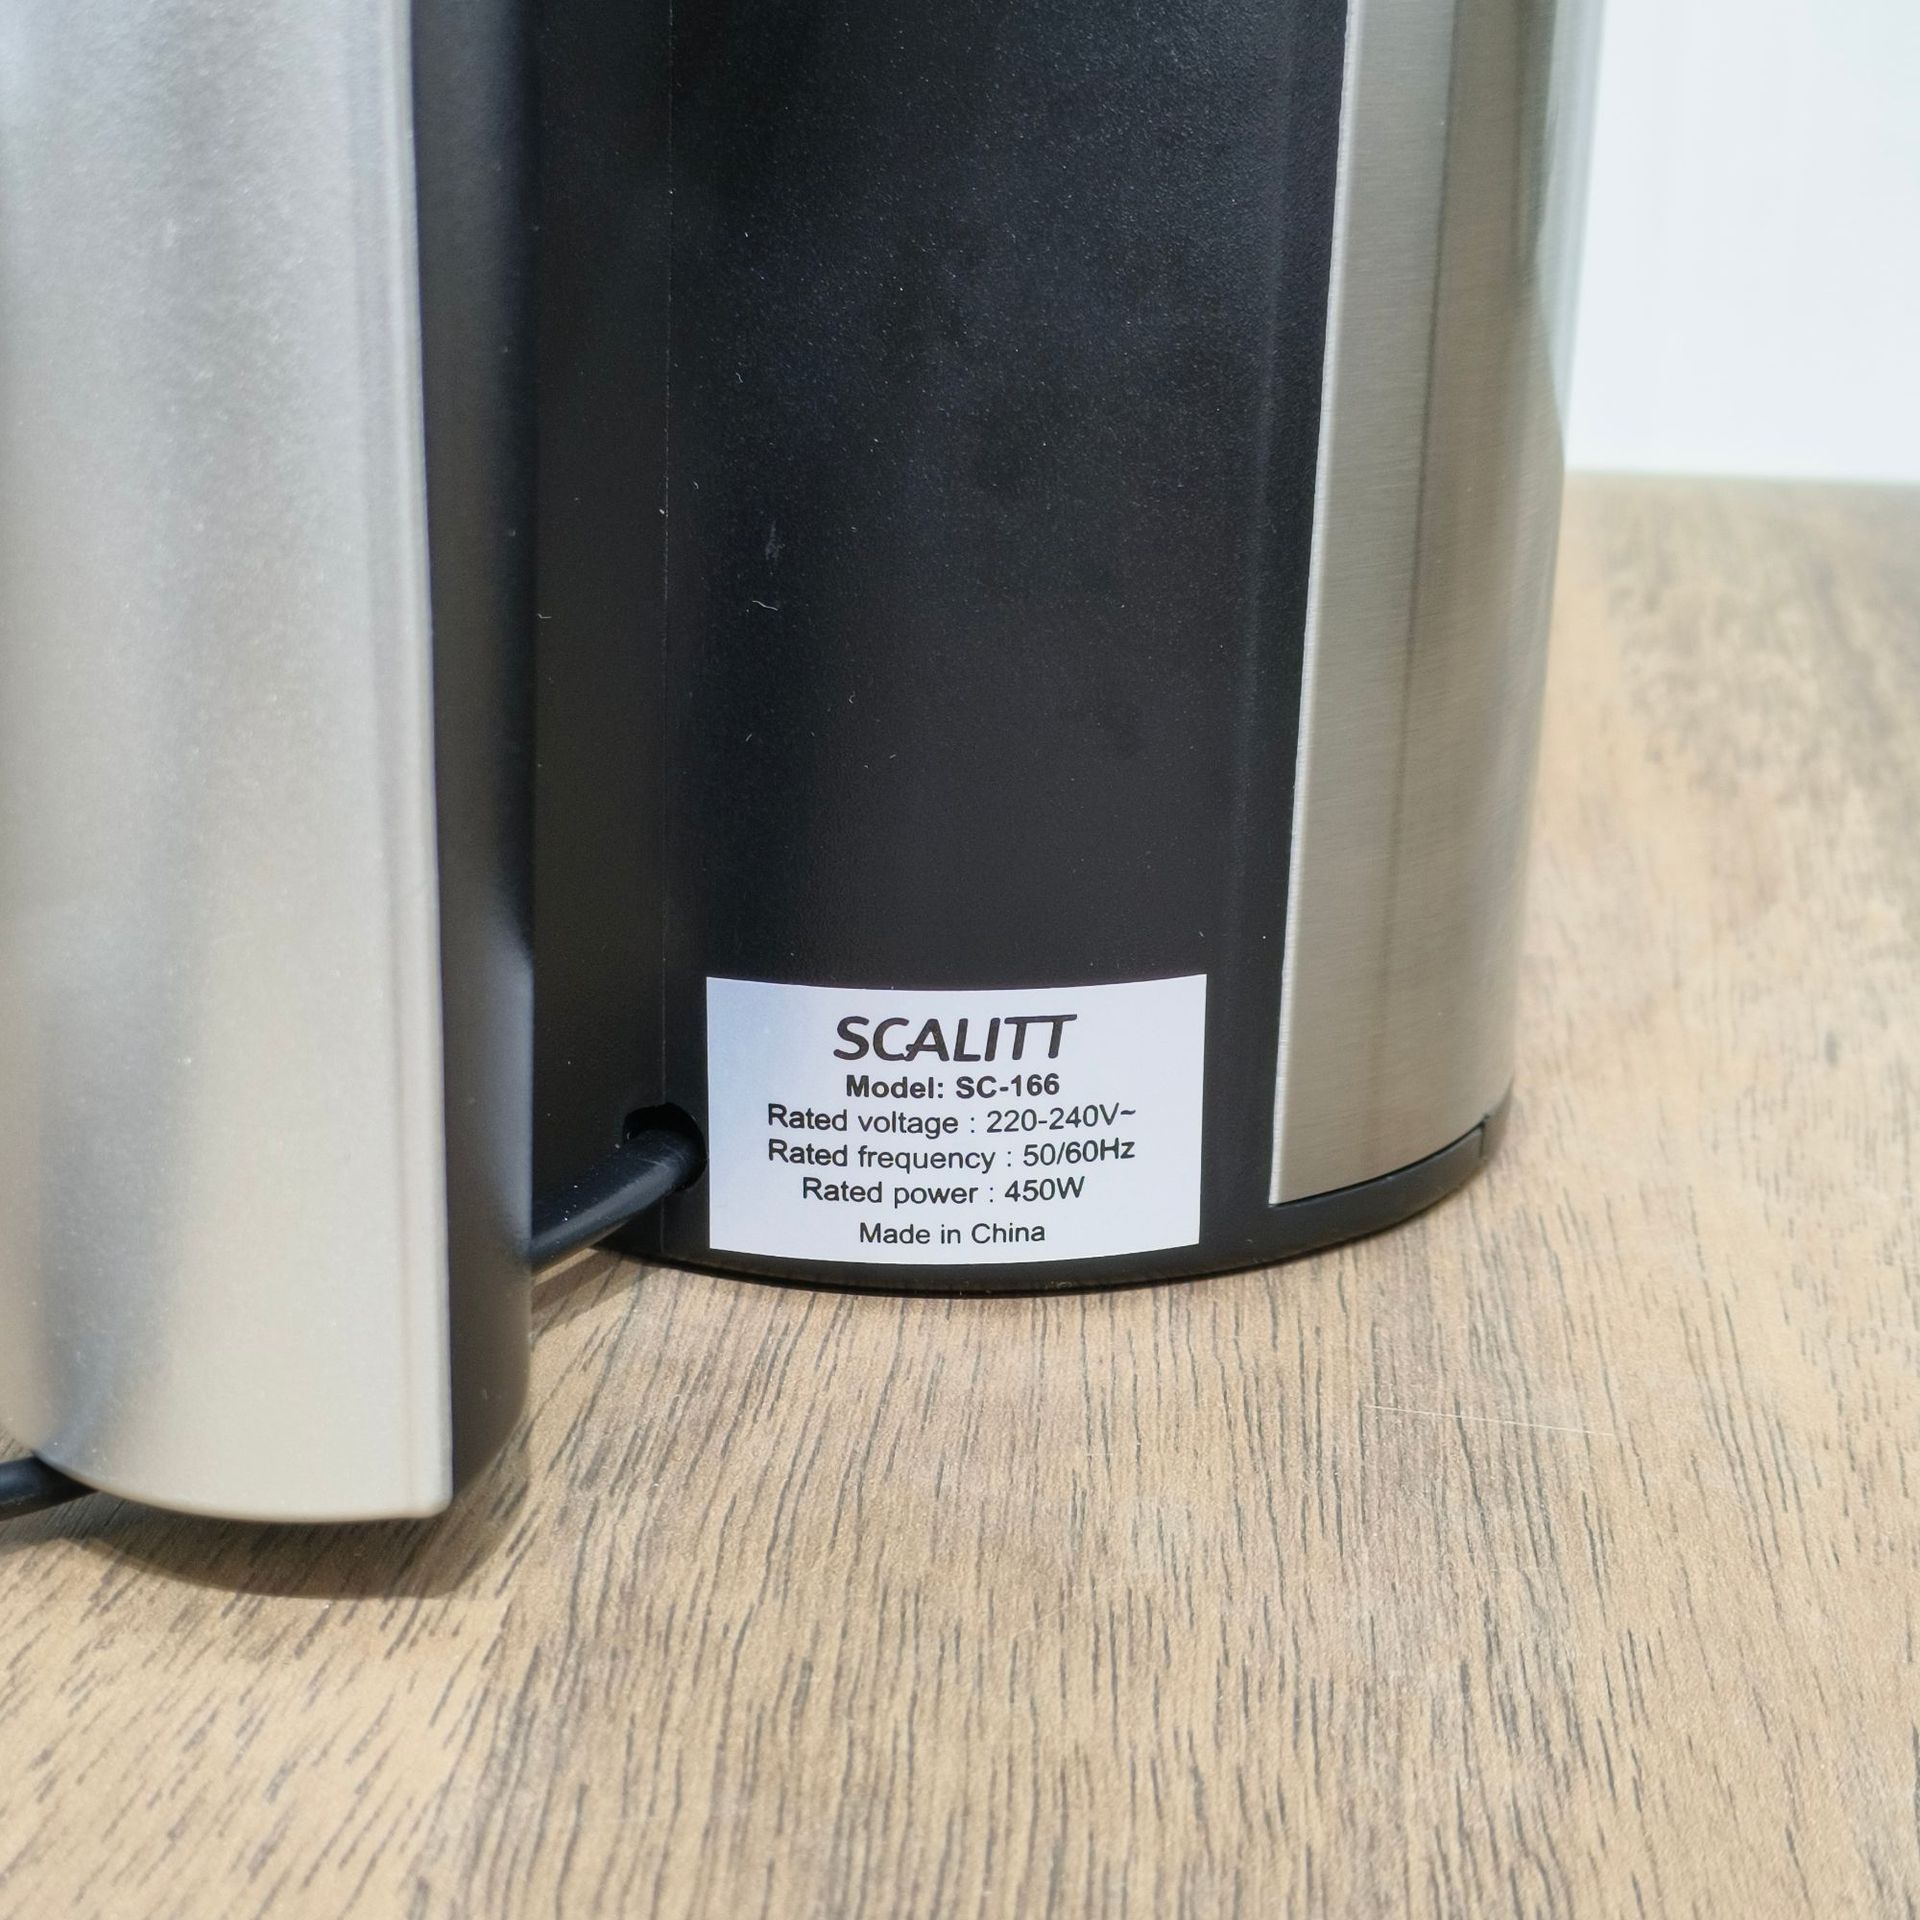 SCALITT
Model: SC-166
Rated voltage : 220-240V~
Rated frequency : 50/60Hz
Rated power : 450W
Made in China